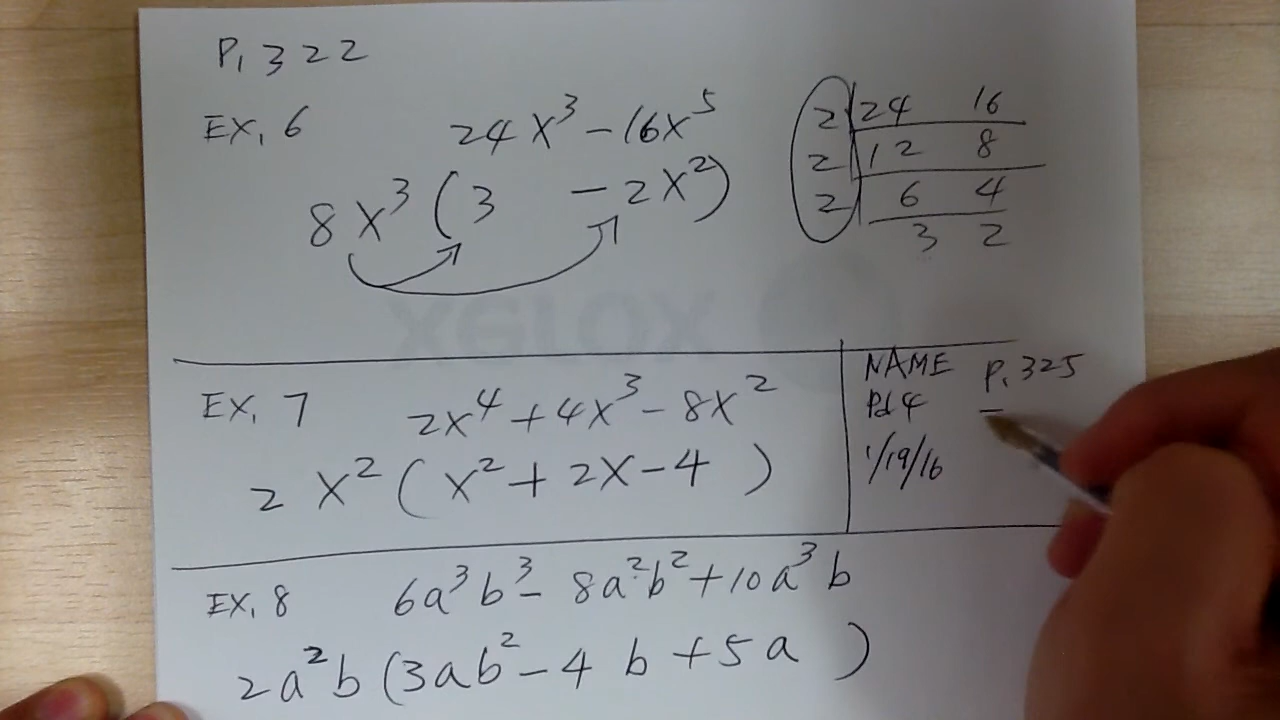 P. 322
EX. 6 24x³ - 16x⁵
8x³ (3 - 2x²)
2 24 16
2 12 8
2 6 4
3 2
EX. 7 2x⁴ + 4x³ - 8x²
2x² (x² + 2x - 4 )
NAME P. 325
Pd 4
1/19/16
EX. 8 6a³b³ - 8a²b² + 10a³b
2a²b (3ab² - 4b + 5a )
xerox